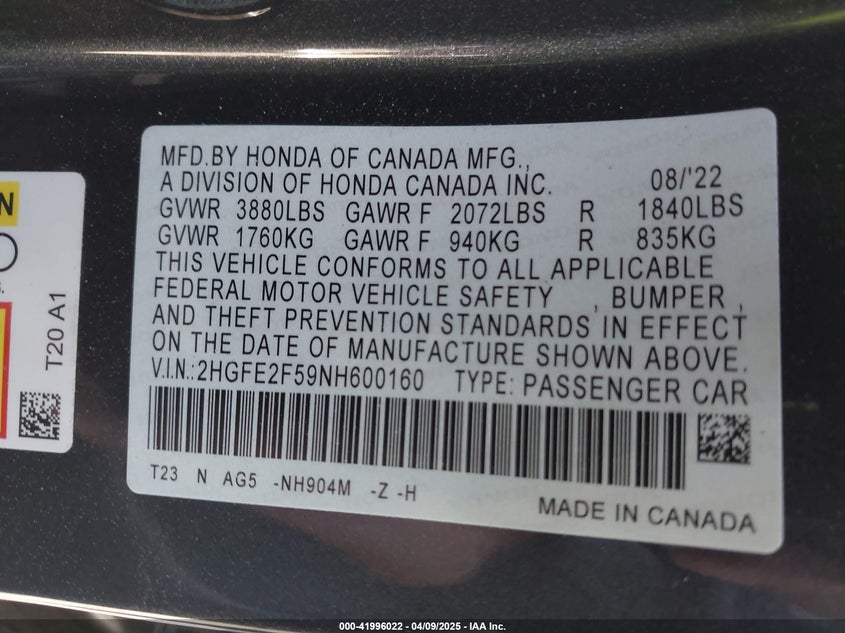 MFD.BY HONDA OF CANADA MFG.,
A DIVISION OF HONDA CANADA INC. 08/'22
GVWR 3880LBS GAWR F 2072LBS R 1840LBS
GVWR 1760KG GAWR F 940KG R 835KG
THIS VEHICLE CONFORMS TO ALL APPLICABLE
FEDERAL MOTOR VEHICLE SAFETY , BUMPER ,
AND THEFT PREVENTION STANDARDS IN EFFECT
ON THE DATE OF MANUFACTURE SHOWN ABOVE.
V.I.N.:2HGFE2F59NH600160 TYPE: PASSENGER CAR
T23 N AG5 -NH904M -Z -H
MADE IN CANADA
T20 A1
000-41996022 - 04/09/2025 - IAA Inc.